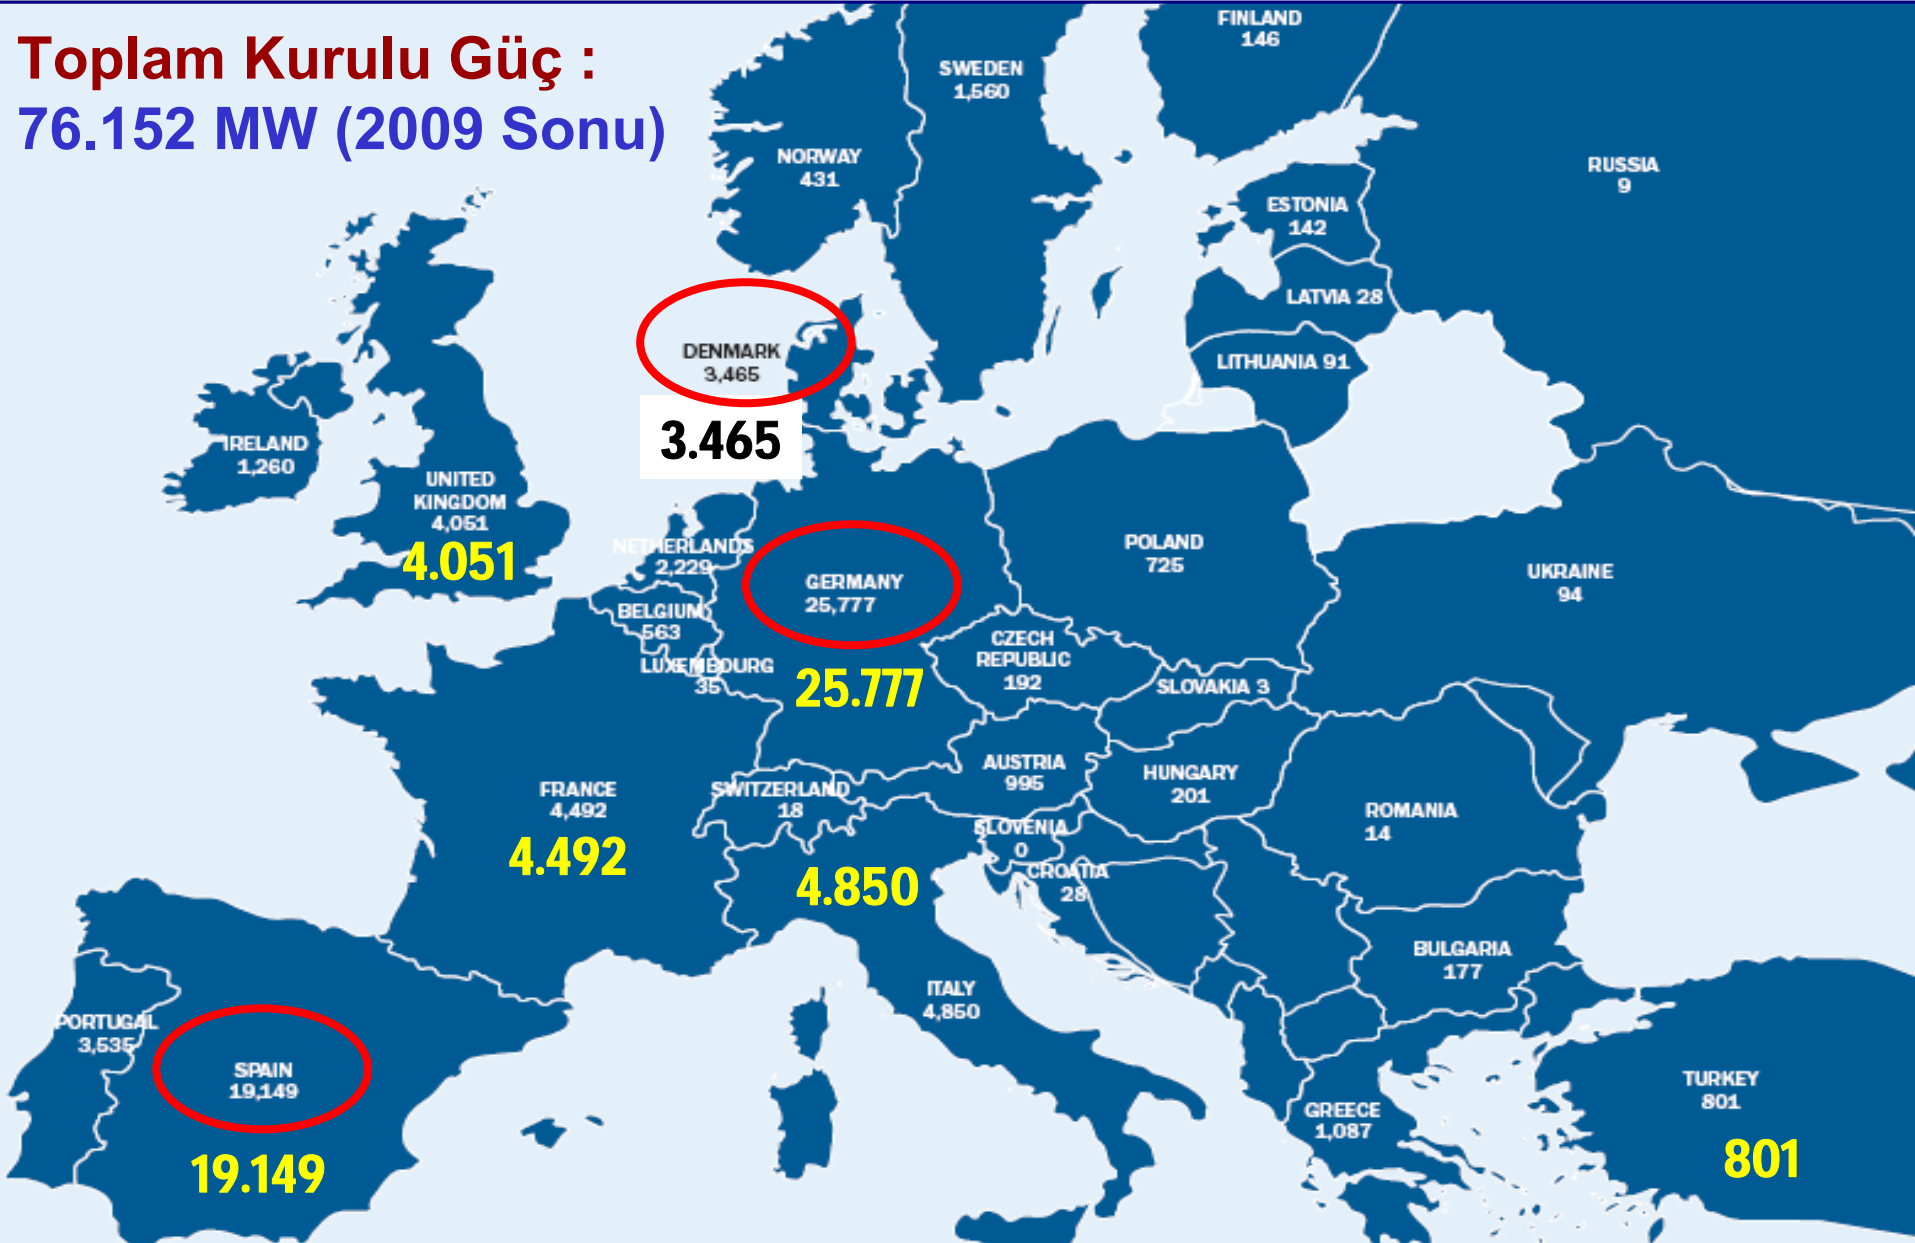 Toplam Kurulu Güç :
76.152 MW (2009 Sonu)
FINLAND
146
SWEDEN
1,560
NORWAY
431
RUSSIA
9
ESTONIA
142
LATVIA 28
LITHUANIA 91
DENMARK
3,465
3.465
IRELAND
1,260
UNITED
KINGDOM
4,051
4.051
NETHERLANDS
2,229
GERMANY
25,777
25.777
POLAND
725
UKRAINE
94
BELGIUM
563
LUXEMBOURG
35
CZECH
REPUBLIC
192
SLOVAKIA 3
AUSTRIA
995
HUNGARY
201
FRANCE
4,492
4.492
SWITZERLAND
18
ROMANIA
14
SLOVENIA
0
CROATIA
28
4.850
ITALY
4,850
BULGARIA
177
PORTUGAL
3,535
SPAIN
19,149
19.149
GREECE
1,087
TURKEY
801
801